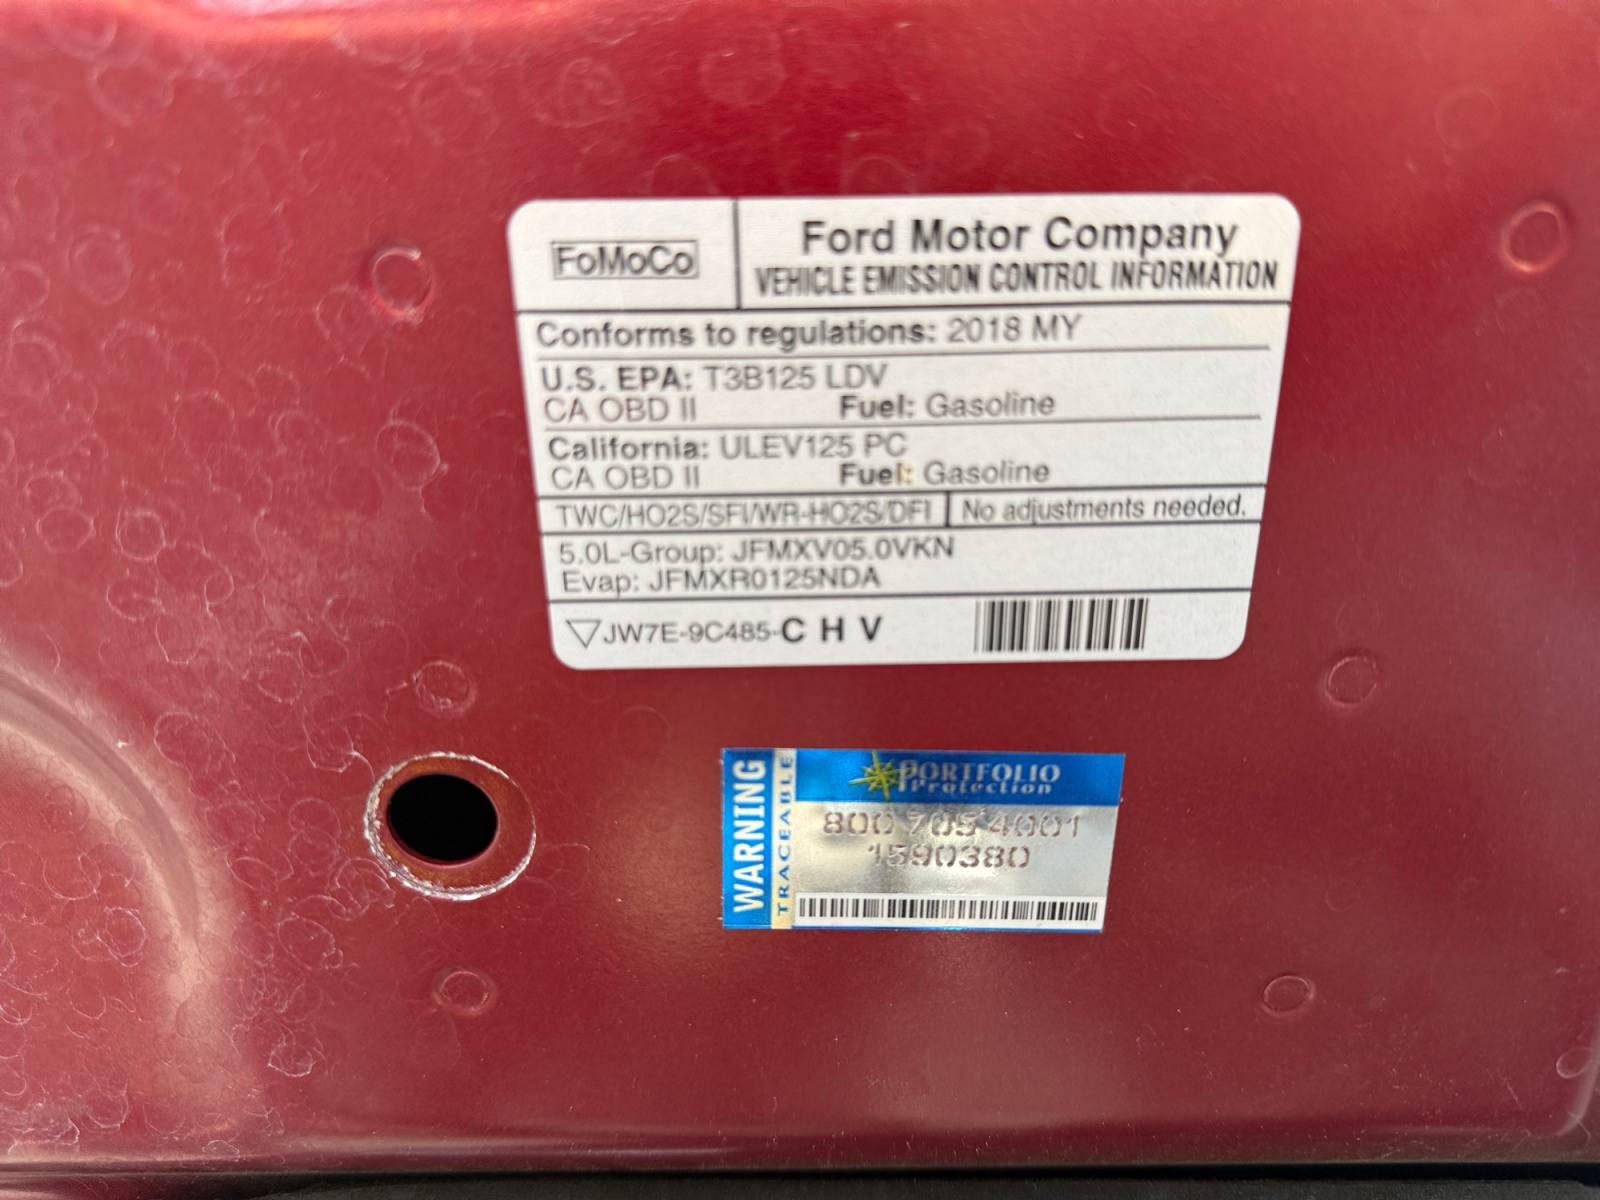 FoMoCo
Ford Motor Company
VEHICLE EMISSION CONTROL INFORMATION
Conforms to regulations: 2018 MY
U.S. EPA: T3B125 LDV
CA OBD II Fuel: Gasoline
California: ULEV125 PC
CA OBD II Fuel: Gasoline
TWC/HO2S/SFI/WR-HO2S/DFI No adjustments needed.
5.0L-Group: JFMXV05.0VKN
Evap: JFMXR0125NDA
JW7E-9C485-C H V
WARNING
TRACEABLE
PORTFOLIO
Protection
800 705 4001
1590380